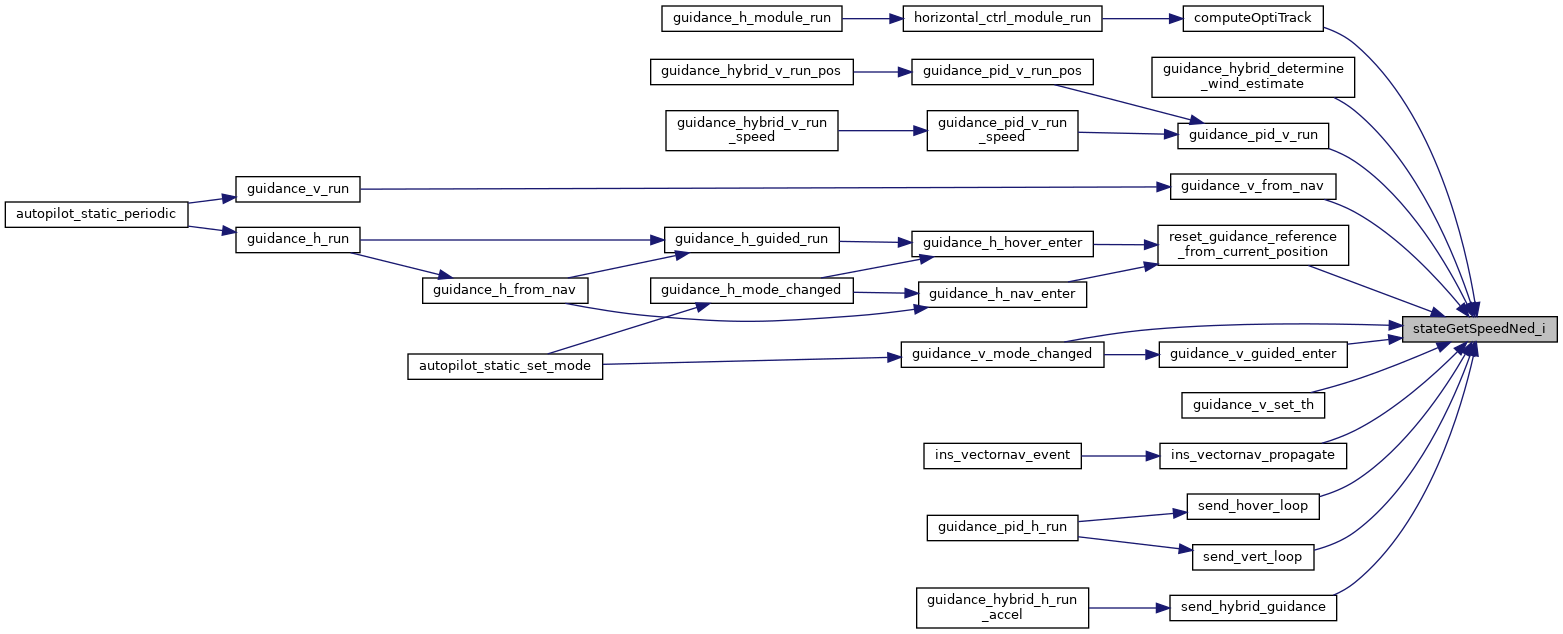 guidance_h_module_run
horizontal_ctrl_module_run
computeOptiTrack
guidance_hybrid_v_run_pos
guidance_pid_v_run_pos
guidance_hybrid_determine
_wind_estimate
guidance_hybrid_v_run
_speed
guidance_pid_v_run
_speed
guidance_pid_v_run
guidance_v_run
guidance_v_from_nav
autopilot_static_periodic
guidance_h_run
guidance_h_guided_run
guidance_h_hover_enter
reset_guidance_reference
_from_current_position
guidance_h_from_nav
guidance_h_mode_changed
guidance_h_nav_enter
stateGetSpeedNed_i
autopilot_static_set_mode
guidance_v_mode_changed
guidance_v_guided_enter
guidance_v_set_th
ins_vectornav_event
ins_vectornav_propagate
send_hover_loop
guidance_pid_h_run
send_vert_loop
guidance_hybrid_h_run
_accel
send_hybrid_guidance